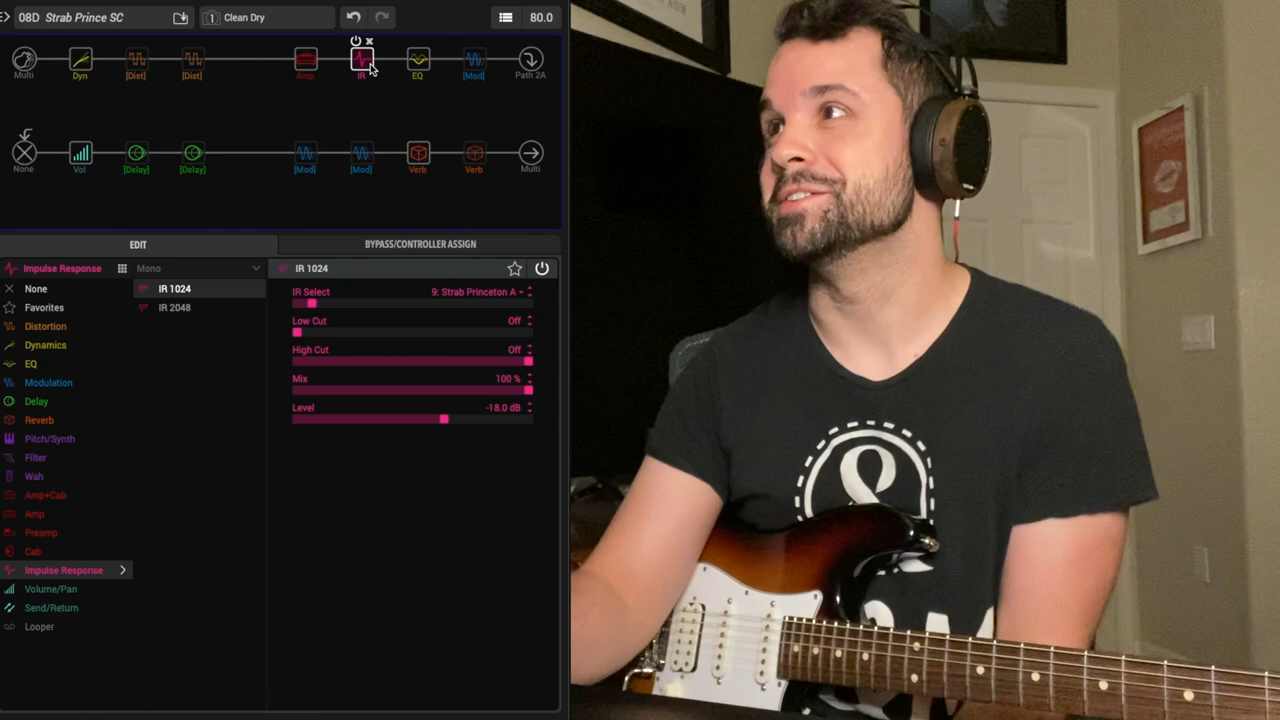 08D Strab Prince SC
1 Clean Dry
80.0
Multi
Dyn
[Dist]
[Dist]
Amp
IR
EQ
[Mod]
Path 2A
None
Vol
[Delay]
[Delay]
[Mod]
[Mod]
Verb
Verb
Multi
EDIT
BYPASS/CONTROLLER ASSIGN
Impulse Response
Mono
IR 1024
None
IR 1024
IR Select
9: Strab Princeton A
Favorites
IR 2048
Distortion
Low Cut
Off
Dynamics
High Cut
Off
EQ
Modulation
Mix
100 %
Delay
Level
-18.0 dB
Reverb
Pitch/Synth
Filter
Wah
Amp+Cab
Amp
Preamp
Cab
Impulse Response
Volume/Pan
Send/Return
Looper